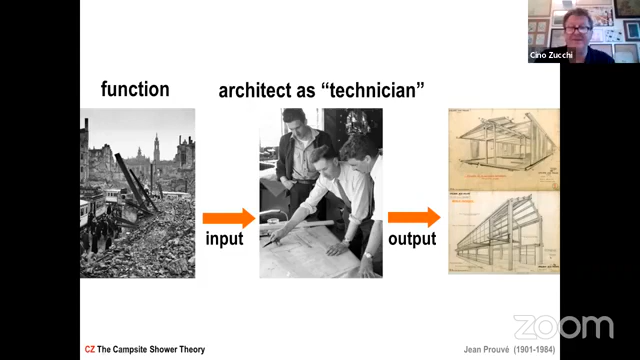 Cino Zucchi
function
architect as “technician”
input
output
CZ The Campsite Shower Theory
Jean Prouvé (1901-1984)
zoom